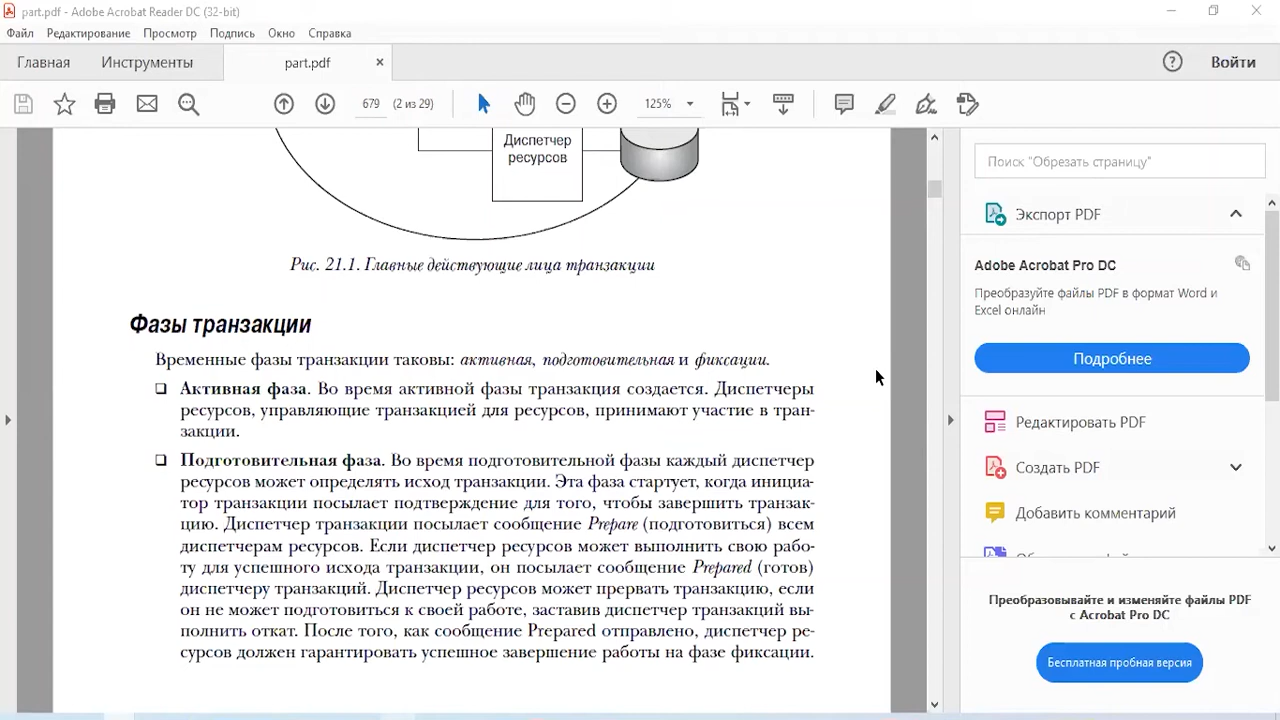 part.pdf - Adobe Acrobat Reader DC (32-bit)
Файл Редактирование Просмотр Подпись Окно Справка
Главная Инструменты part.pdf × ? Войти
679 (2 из 29) 125%
Диспетчер
ресурсов
Рис. 21.1. Главные действующие лица транзакции
Фазы транзакции
Временные фазы транзакции таковы: активная, подготовительная и фиксации.
❑ Активная фаза. Во время активной фазы транзакция создается. Диспетчеры
ресурсов, управляющие транзакцией для ресурсов, принимают участие в тран-
закции.
❑ Подготовительная фаза. Во время подготовительной фазы каждый диспетчер
ресурсов может определять исход транзакции. Эта фаза стартует, когда инициа-
тор транзакции посылает подтверждение для того, чтобы завершить транзак-
цию. Диспетчер транзакции посылает сообщение Prepare (подготовиться) всем
диспетчерам ресурсов. Если диспетчер ресурсов может выполнить свою рабо-
ту для успешного исхода транзакции, он посылает сообщение Prepared (готов)
диспетчеру транзакций. Диспетчер ресурсов может прервать транзакцию, если
он не может подготовиться к своей работе, заставив диспетчер транзакций вы-
полнить откат. После того, как сообщение Prepared отправлено, диспетчер ре-
сурсов должен гарантировать успешное завершение работы на фазе фиксации.
Поиск "Обрезать страницу"
Экспорт PDF
Adobe Acrobat Pro DC
Преобразуйте файлы PDF в формат Word и
Excel онлайн
Подробнее
Редактировать PDF
Создать PDF
Добавить комментарий
Преобразовывайте и изменяйте файлы PDF
с Acrobat Pro DC
Бесплатная пробная версия